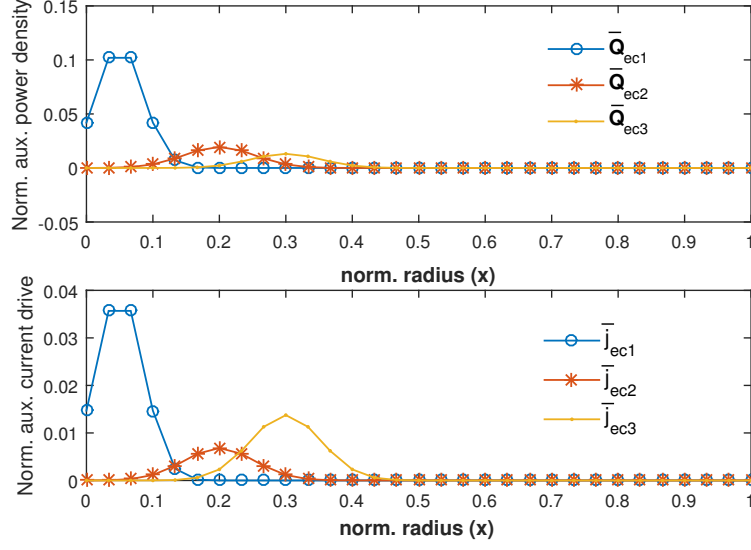 Norm. aux. power density
0.15
0.1
0.05
0
-0.05
Q̅ec1
Q̅ec2
Q̅ec3
0 0.1 0.2 0.3 0.4 0.5 0.6 0.7 0.8 0.9 1
norm. radius (x)
Norm. aux. current drive
0.04
0.03
0.02
0.01
0
j̅ec1
j̅ec2
j̅ec3
0 0.1 0.2 0.3 0.4 0.5 0.6 0.7 0.8 0.9 1
norm. radius (x)